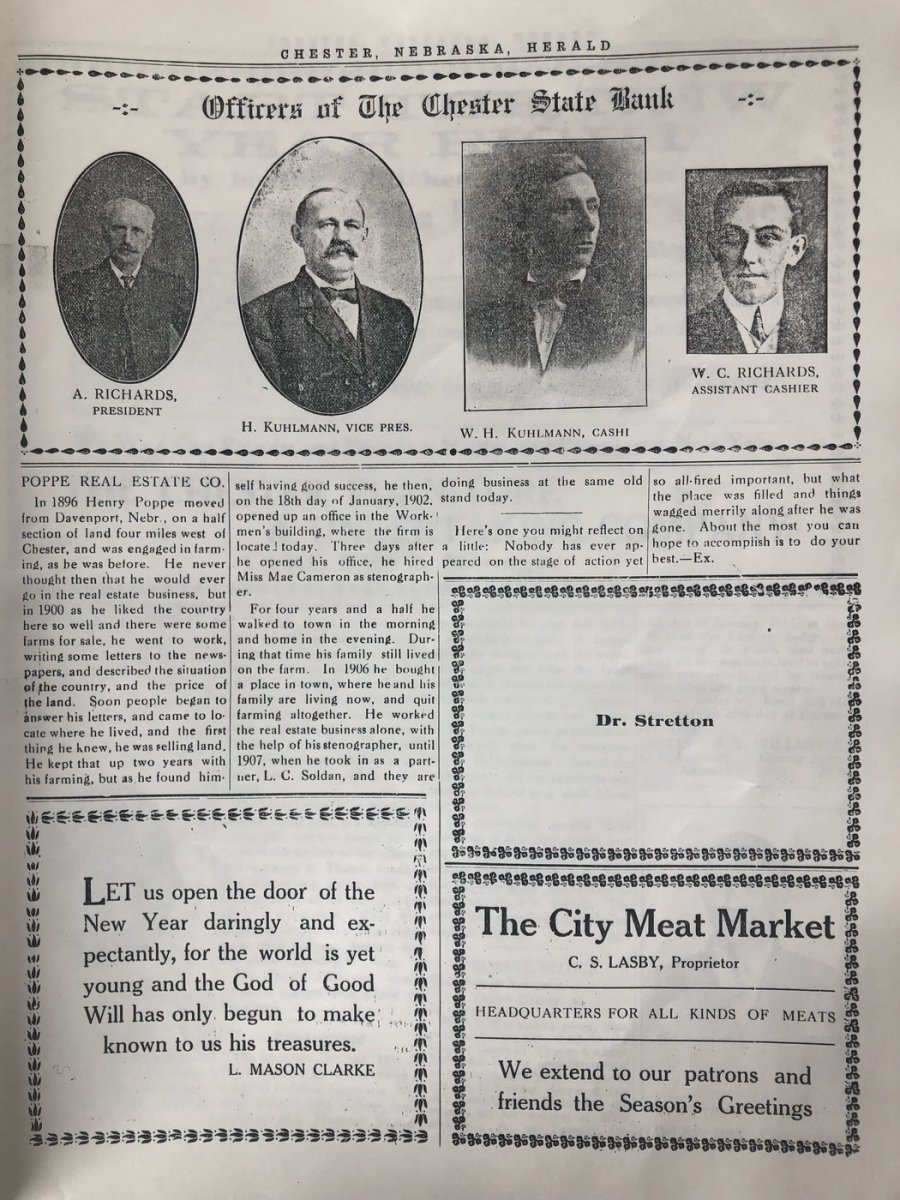 CHESTER, NEBRASKA, HERALD
-:- Officers of The Chester State Bank -:-
A. RICHARDS,
PRESIDENT
H. KUHLMANN, VICE PRES.
W. H. KUHLMANN, CASHI
W. C. RICHARDS,
ASSISTANT CASHIER
POPPE REAL ESTATE CO.
In 1896 Henry Poppe moved
from Davenport, Nebr., on a half
section of land four miles west of
Chester, and was engaged in farm-
ing, as he was before. He never
thought then that he would ever
go in the real estate business, but
in 1900 as he liked the country
here so well and there were some
farms for sale, he went to work,
writing some letters to the news-
papers, and described the situation
of the country, and the price of
the land. Soon people began to
answer his letters, and came to lo-
cate where he lived, and the first
thing he knew, he was selling land.
He kept that up two years with
his farming, but as he found him-
self having good success, he then,
on the 18th day of January, 1902,
opened up an office in the Work-
men's building, where the firm is
located today. Three days after
he opened his office, he hired
Miss Mae Cameron as stenograph-
er.
For four years and a half he
walked to town in the morning
and home in the evening. Dur-
ing that time his family still lived
on the farm. In 1906 he bought
a place in town, where he and his
family are living now, and quit
farming altogether. He worked
the real estate business alone, with
the help of his stenographer, until
1907, when he took in as a part-
ner, L. C. Soldan, and they are
doing business at the same old
stand today.
Here's one you might reflect on
a little: Nobody has ever ap-
peared on the stage of action yet
so all-fired important, but what
the place was filled and things
wagged merrily along after he was
gone. About the most you can
hope to accomplish is to do your
best.—Ex.
Dr. Stretton
LET us open the door of the
New Year daringly and ex-
pectantly, for the world is yet
young and the God of Good
Will has only begun to make
known to us his treasures.
L. MASON CLARKE
The City Meat Market
C. S. LASBY, Proprietor
HEADQUARTERS FOR ALL KINDS OF MEATS
We extend to our patrons and
friends the Season's Greetings